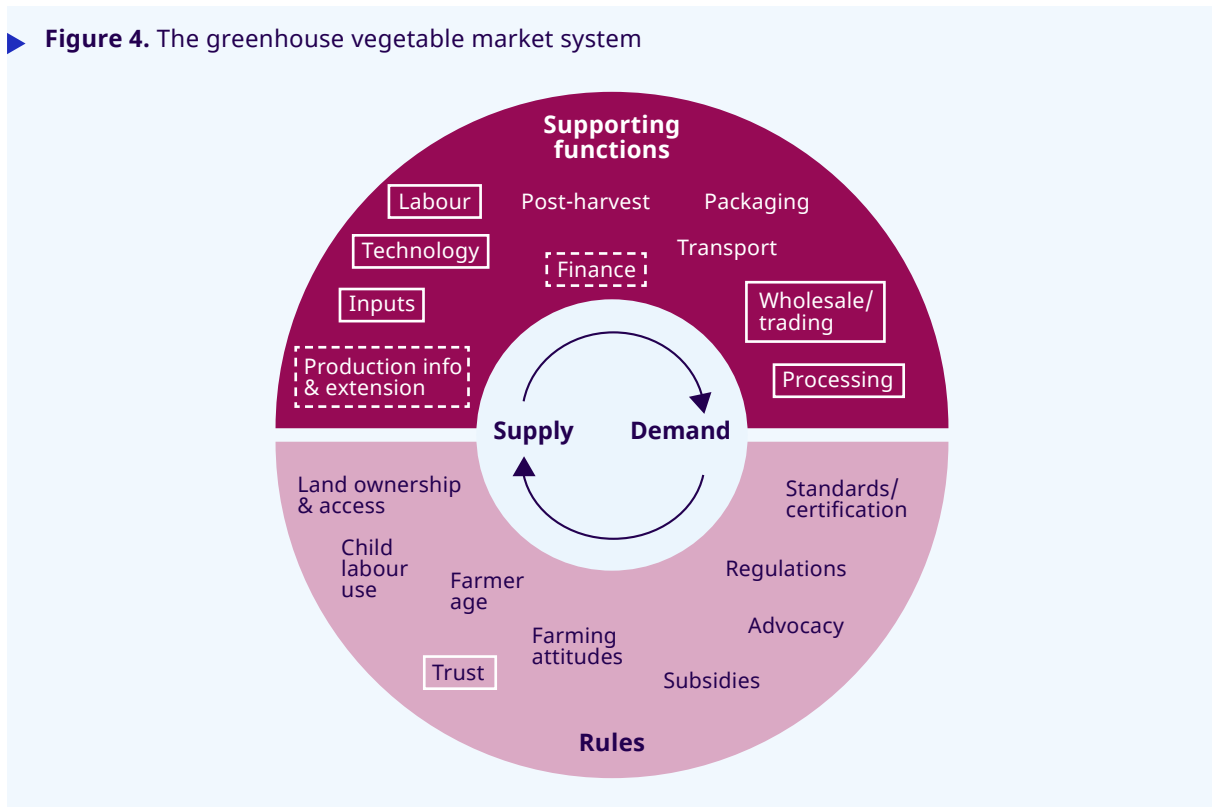 Figure 4. The greenhouse vegetable market system
Supporting
functions
Labour
Post-harvest
Packaging
Technology
Transport
Finance
Inputs
Wholesale/
trading
Production info
& extension
Processing
Supply
Demand
Land ownership
& access
Standards/
certification
Child
labour
use
Farmer
age
Regulations
Farming
attitudes
Advocacy
Trust
Subsidies
Rules